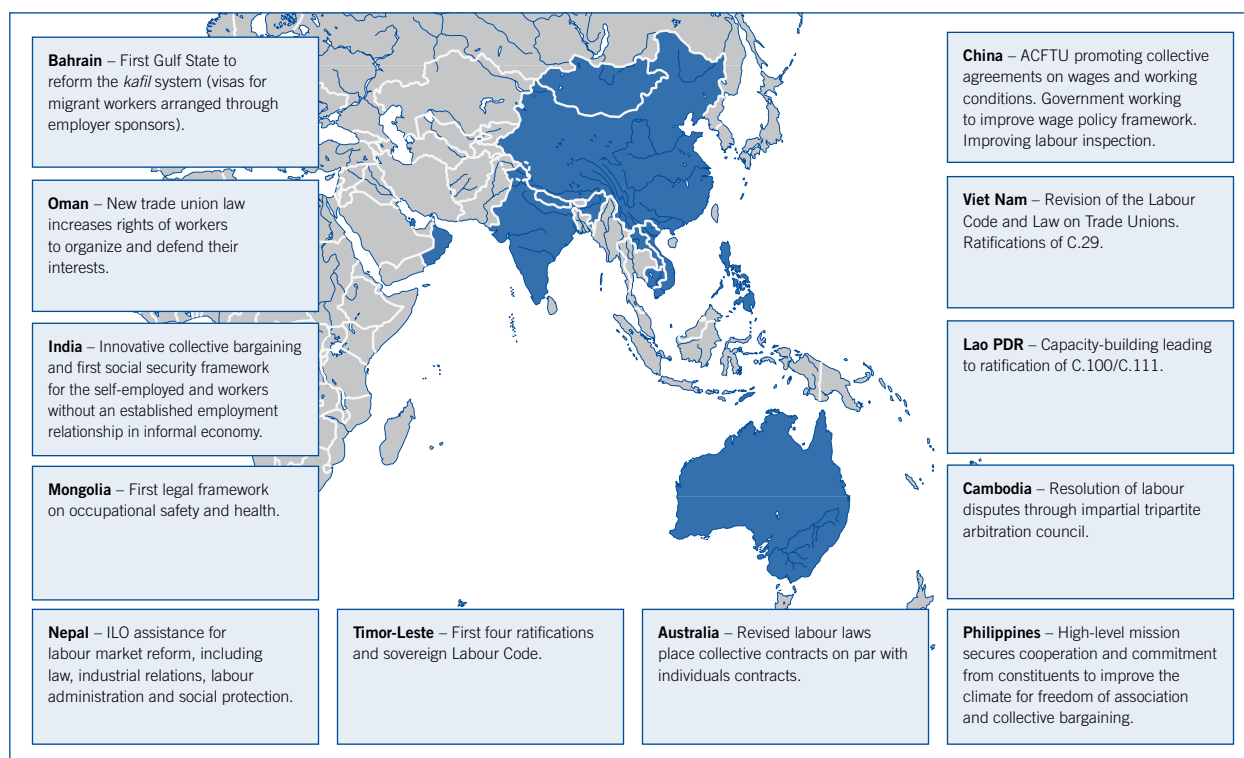 Bahrain – First Gulf State to
reform the kafil system (visas for
migrant workers arranged through
employer sponsors).
Oman – New trade union law
increases rights of workers
to organize and defend their
interests.
India – Innovative collective bargaining
and first social security framework
for the self-employed and workers
without an established employment
relationship in informal economy.
Mongolia – First legal framework
on occupational safety and health.
Nepal – ILO assistance for
labour market reform, including
law, industrial relations, labour
administration and social protection.
Timor-Leste – First four ratifications
and sovereign Labour Code.
Australia – Revised labour laws
place collective contracts on par with
individuals contracts.
China – ACFTU promoting collective
agreements on wages and working
conditions. Government working
to improve wage policy framework.
Improving labour inspection.
Viet Nam – Revision of the Labour
Code and Law on Trade Unions.
Ratifications of C.29.
Lao PDR – Capacity-building leading
to ratification of C.100/C.111.
Cambodia – Resolution of labour
disputes through impartial tripartite
arbitration council.
Philippines – High-level mission
secures cooperation and commitment
from constituents to improve the
climate for freedom of association
and collective bargaining.